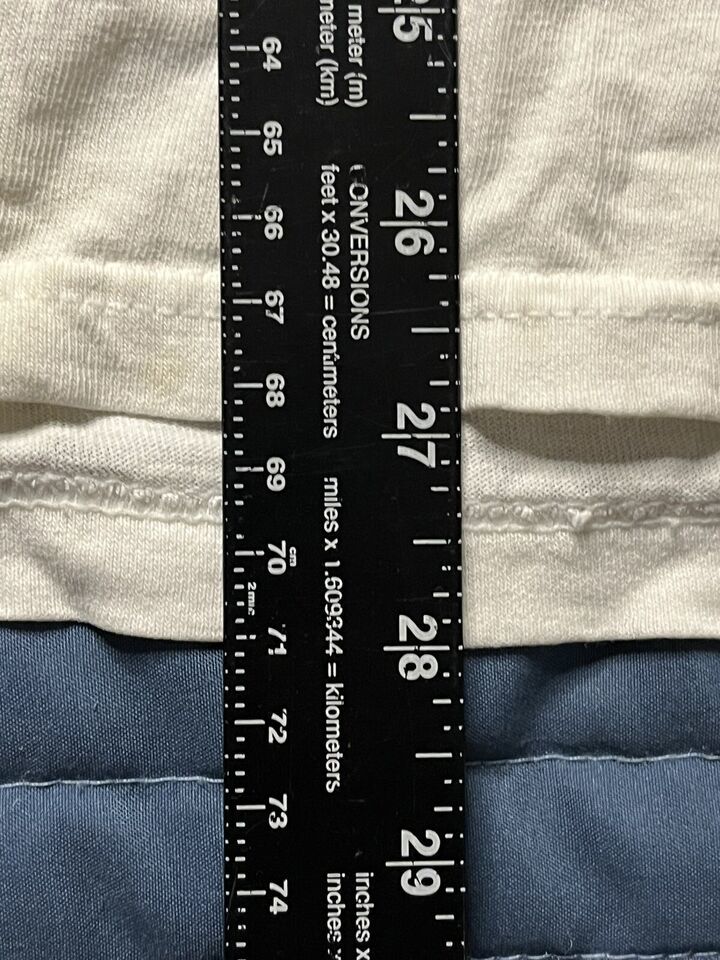 25 26 27 28 29
meter (m)
meter (km)
CONVERSIONS
feet x 30.48 = centimeters miles x 1.609344 = kilometers
inches x
inches x
64 65 66 67 68 69 70 71 72 73 74
cm